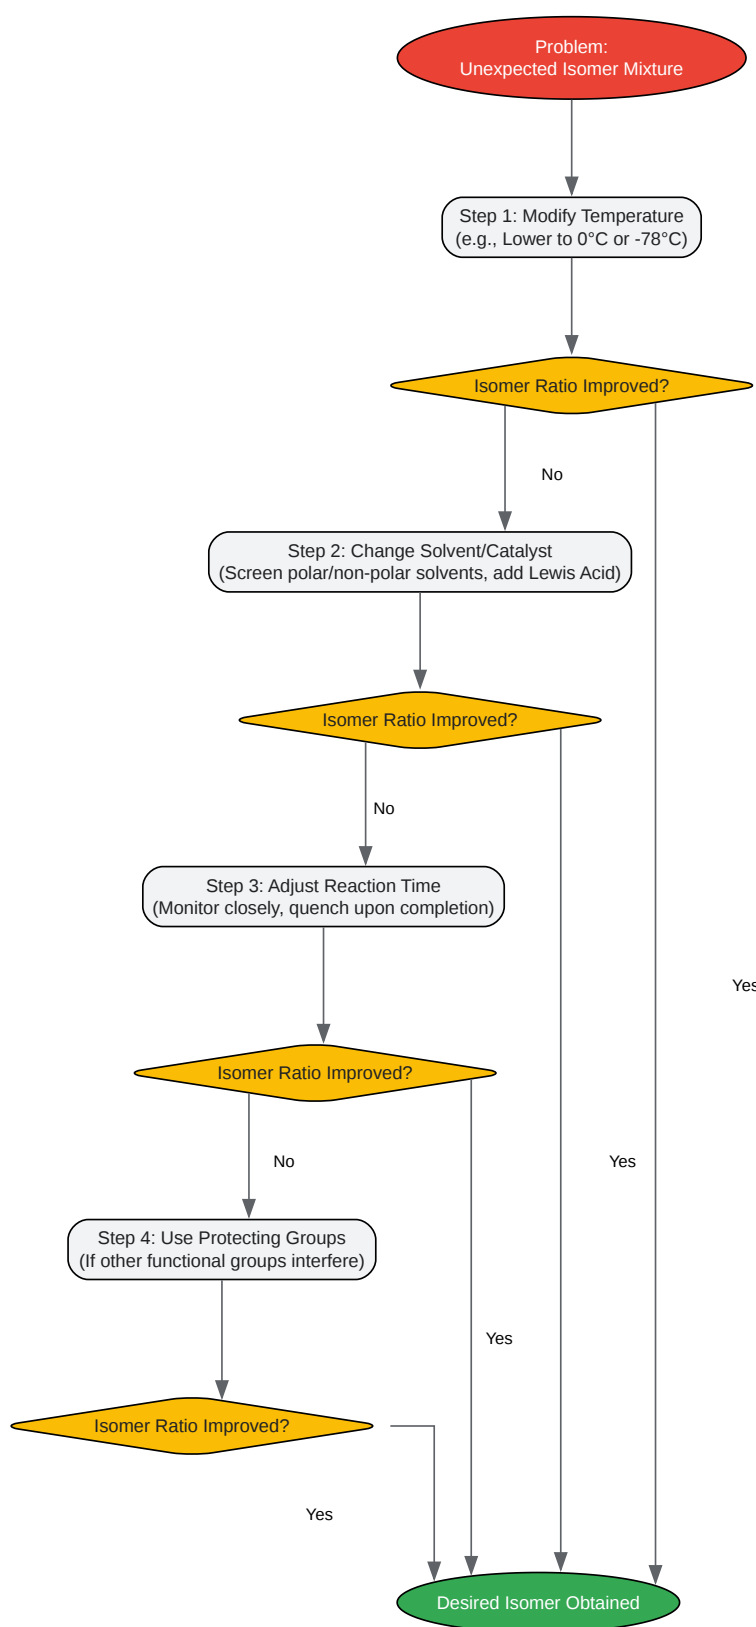 Problem:
Unexpected Isomer Mixture
Step 1: Modify Temperature
(e.g., Lower to 0°C or -78°C)
Isomer Ratio Improved?
No
Step 2: Change Solvent/Catalyst
(Screen polar/non-polar solvents, add Lewis Acid)
Isomer Ratio Improved?
No
Step 3: Adjust Reaction Time
(Monitor closely, quench upon completion)
Yes
Isomer Ratio Improved?
No
Yes
Step 4: Use Protecting Groups
(If other functional groups interfere)
Yes
Isomer Ratio Improved?
Yes
Desired Isomer Obtained